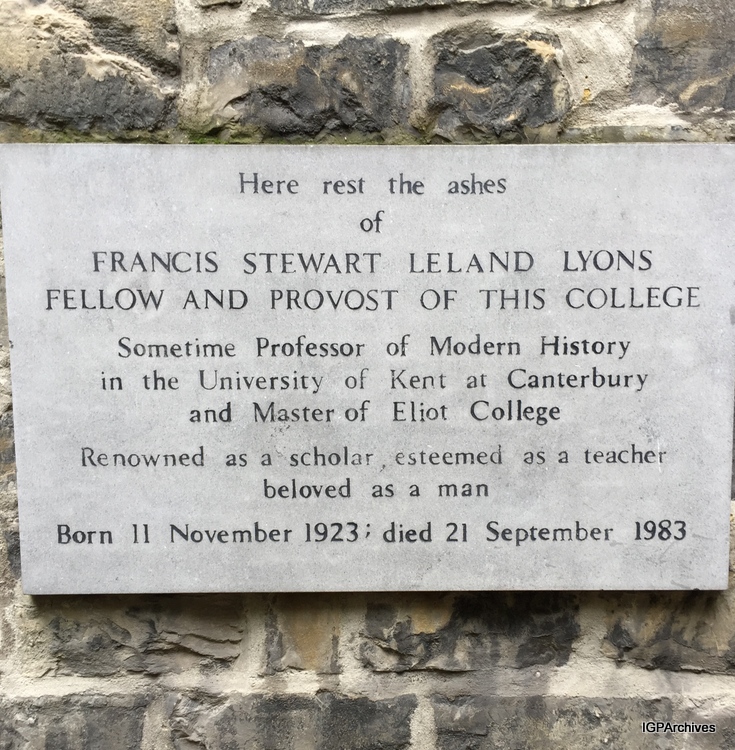 Here rest the ashes
of
FRANCIS STEWART LELAND LYONS
FELLOW AND PROVOST OF THIS COLLEGE
Sometime Professor of Modern History
in the University of Kent at Canterbury
and Master of Eliot College
Renowned as a scholar, esteemed as a teacher
beloved as a man
Born 11 November 1923; died 21 September 1983
IGPArchives